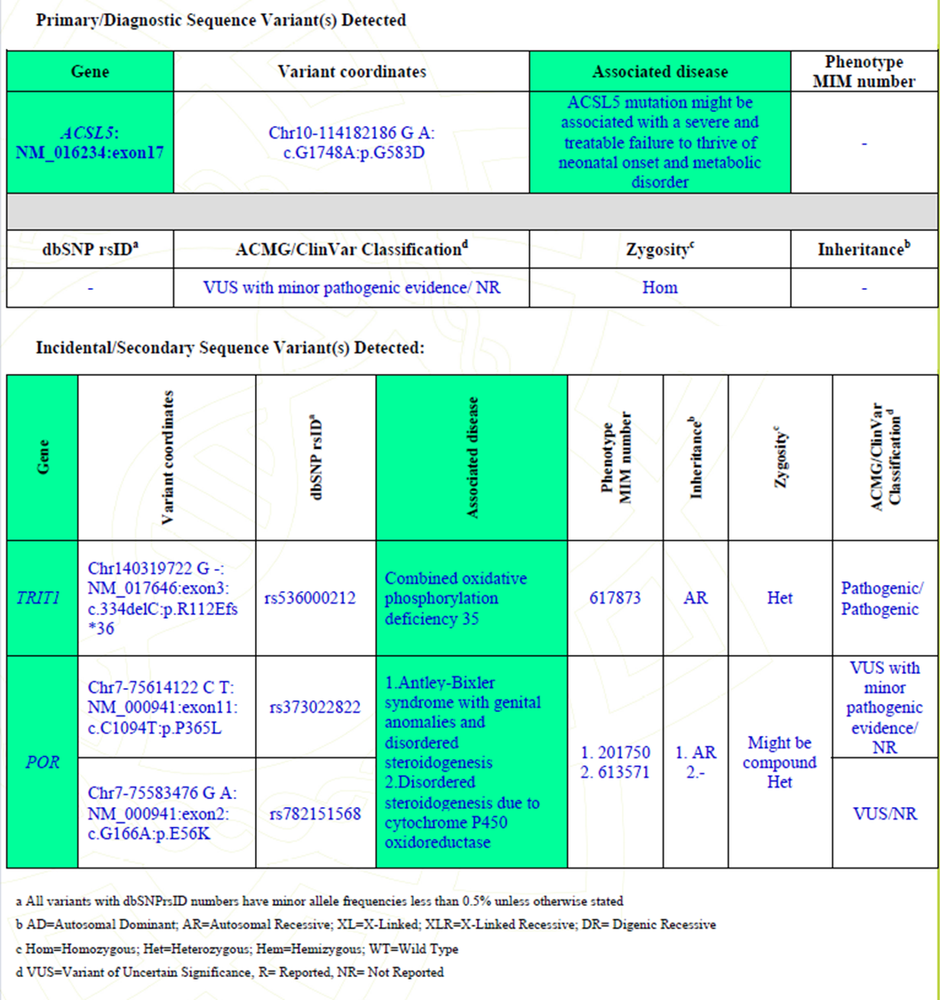 Primary/Diagnostic Sequence Variant(s) Detected
Gene
Variant coordinates
Associated disease
Phenotype
MIM number
ACSL5:
NM_016234:exon17
Chr10-114182186 G A:
c.G1748A:p.G583D
ACSL5 mutation might be
associated with a severe and
treatable failure to thrive of
neonatal onset and metabolic
disorder
-
dbSNP rsIDa
ACMG/ClinVar Classificationd
Zygosityc
Inheritanceb
-
VUS with minor pathogenic evidence/ NR
Hom
-
Incidental/Secondary Sequence Variant(s) Detected:
Gene
Variant coordinates
dbSNP rsIDa
Associated disease
Phenotype
MIM number
Inheritanceb
Zygosityc
ACMG/ClinVar
Classificationd
TRIT1
Chr140319722 G -:
NM_017646:exon3:
c.334delC:p.R112Efs
*36
rs536000212
Combined oxidative
phosphorylation
deficiency 35
617873
AR
Het
Pathogenic/
Pathogenic
POR
Chr7-75614122 C T:
NM_000941:exon11:
c.C1094T:p.P365L
rs373022822
1.Antley-Bixler
syndrome with genital
anomalies and
disordered
steroidogenesis
2.Disordered
steroidogenesis due to
cytochrome P450
oxidoreductase
1. 201750
2. 613571
1. AR
2.-
Might be
compound
Het
VUS with
minor
pathogenic
evidence/
NR
Chr7-75583476 G A:
NM_000941:exon2:
c.G166A:p.E56K
rs782151568
VUS/NR
a All variants with dbSNPrsID numbers have minor allele frequencies less than 0.5% unless otherwise stated
b AD=Autosomal Dominant; AR=Autosomal Recessive; XL=X-Linked; XLR=X-Linked Recessive; DR= Digenic Recessive
c Hom=Homozygous; Het=Heterozygous; Hem=Hemizygous; WT=Wild Type
d VUS=Variant of Uncertain Significance, R= Reported, NR= Not Reported